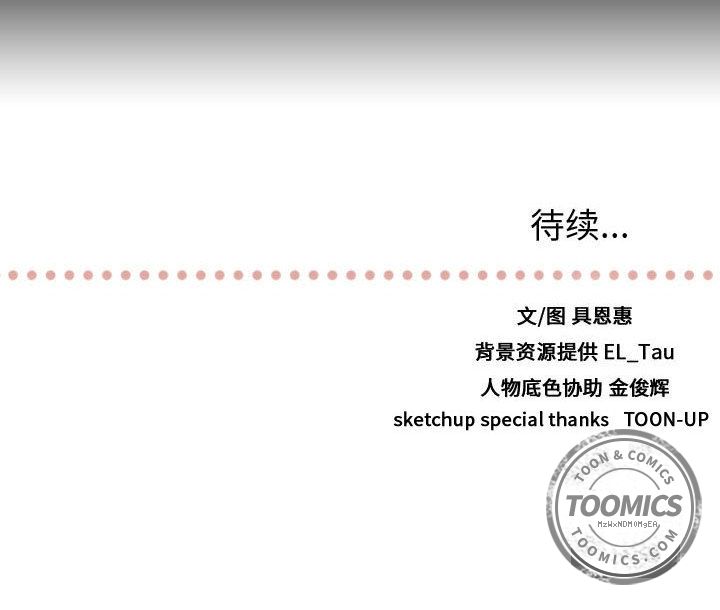 待续...
文/图 具恩惠
背景资源提供 EL_Tau
人物底色协助 金俊辉
sketchup special thanks TOON-UP
TOON & COMICS
TOOMICS
MzWxNDM0MgEA
TOOMICS.COM